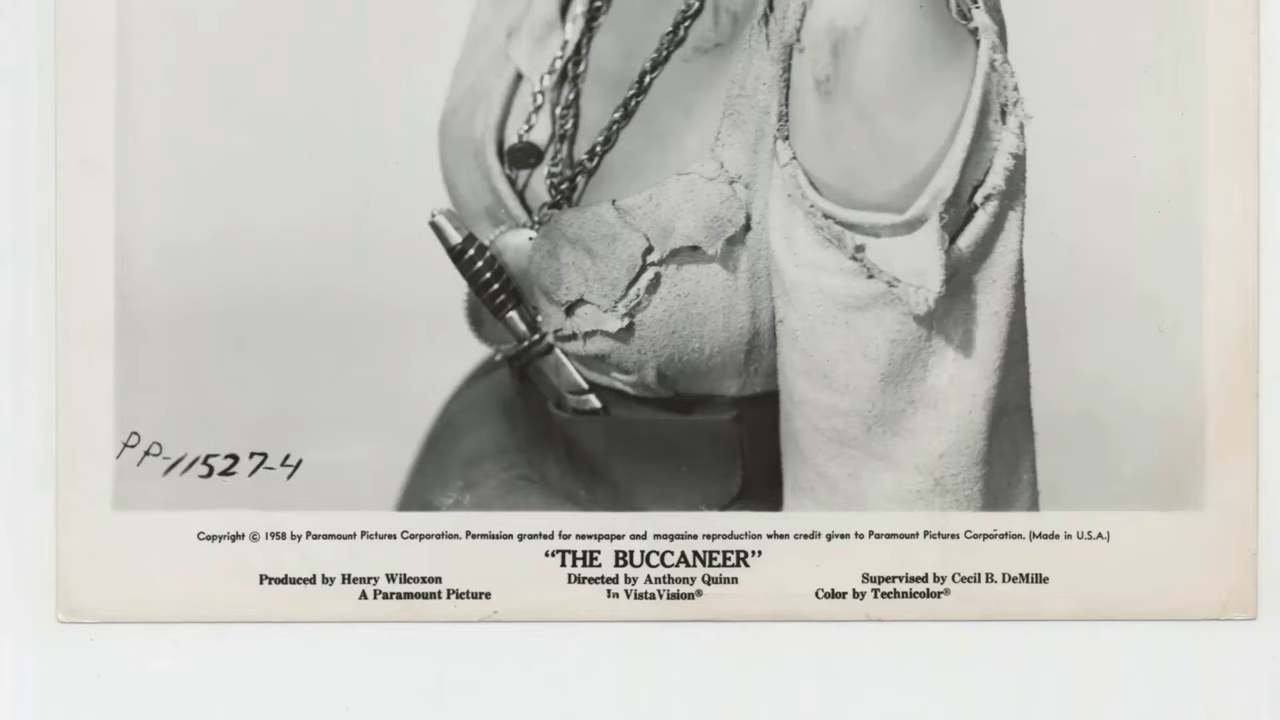 PP-11527-4
Copyright © 1958 by Paramount Pictures Corporation. Permission granted for newspaper and magazine reproduction when credit given to Paramount Pictures Corporation. (Made in U.S.A.)
“THE BUCCANEER”
Produced by Henry Wilcoxon Directed by Anthony Quinn Supervised by Cecil B. DeMille
A Paramount Picture In VistaVision® Color by Technicolor®